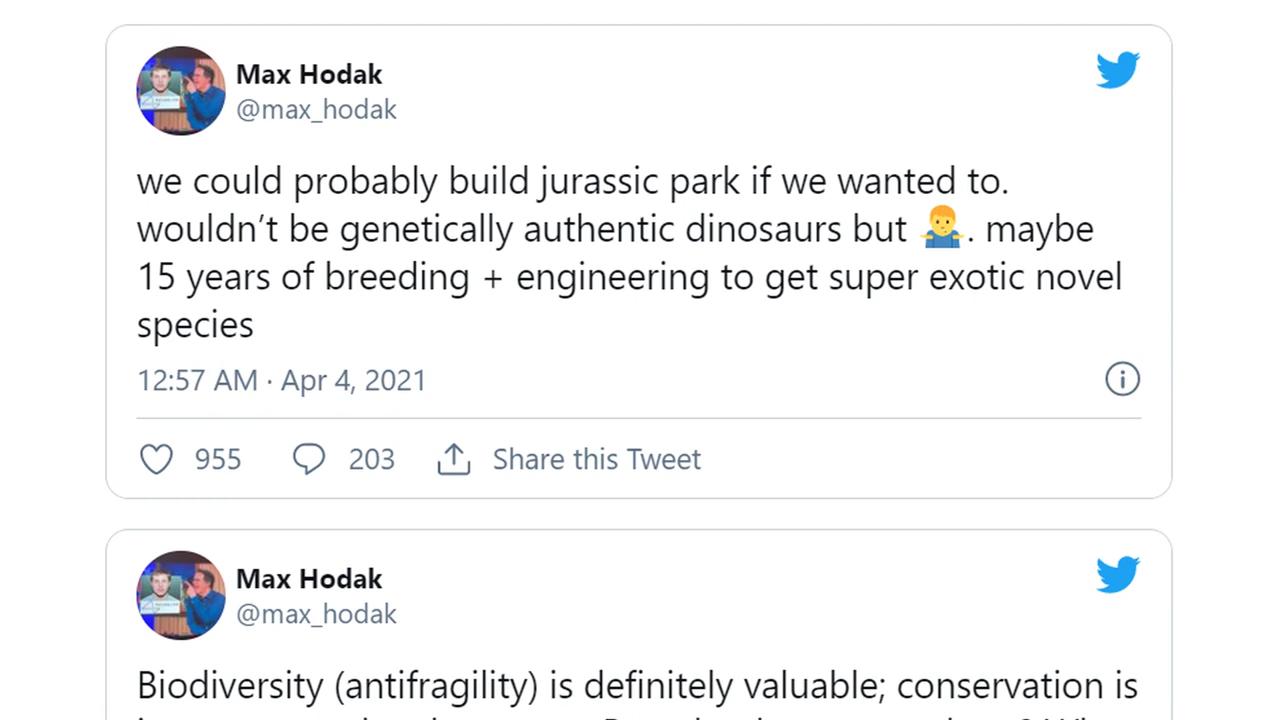 Max Hodak
@max_hodak
we could probably build jurassic park if we wanted to.
wouldn’t be genetically authentic dinosaurs but 🤷‍♂️. maybe
15 years of breeding + engineering to get super exotic novel
species
12:57 AM · Apr 4, 2021
955 203 Share this Tweet
Max Hodak
@max_hodak
Biodiversity (antifragility) is definitely valuable; conservation is